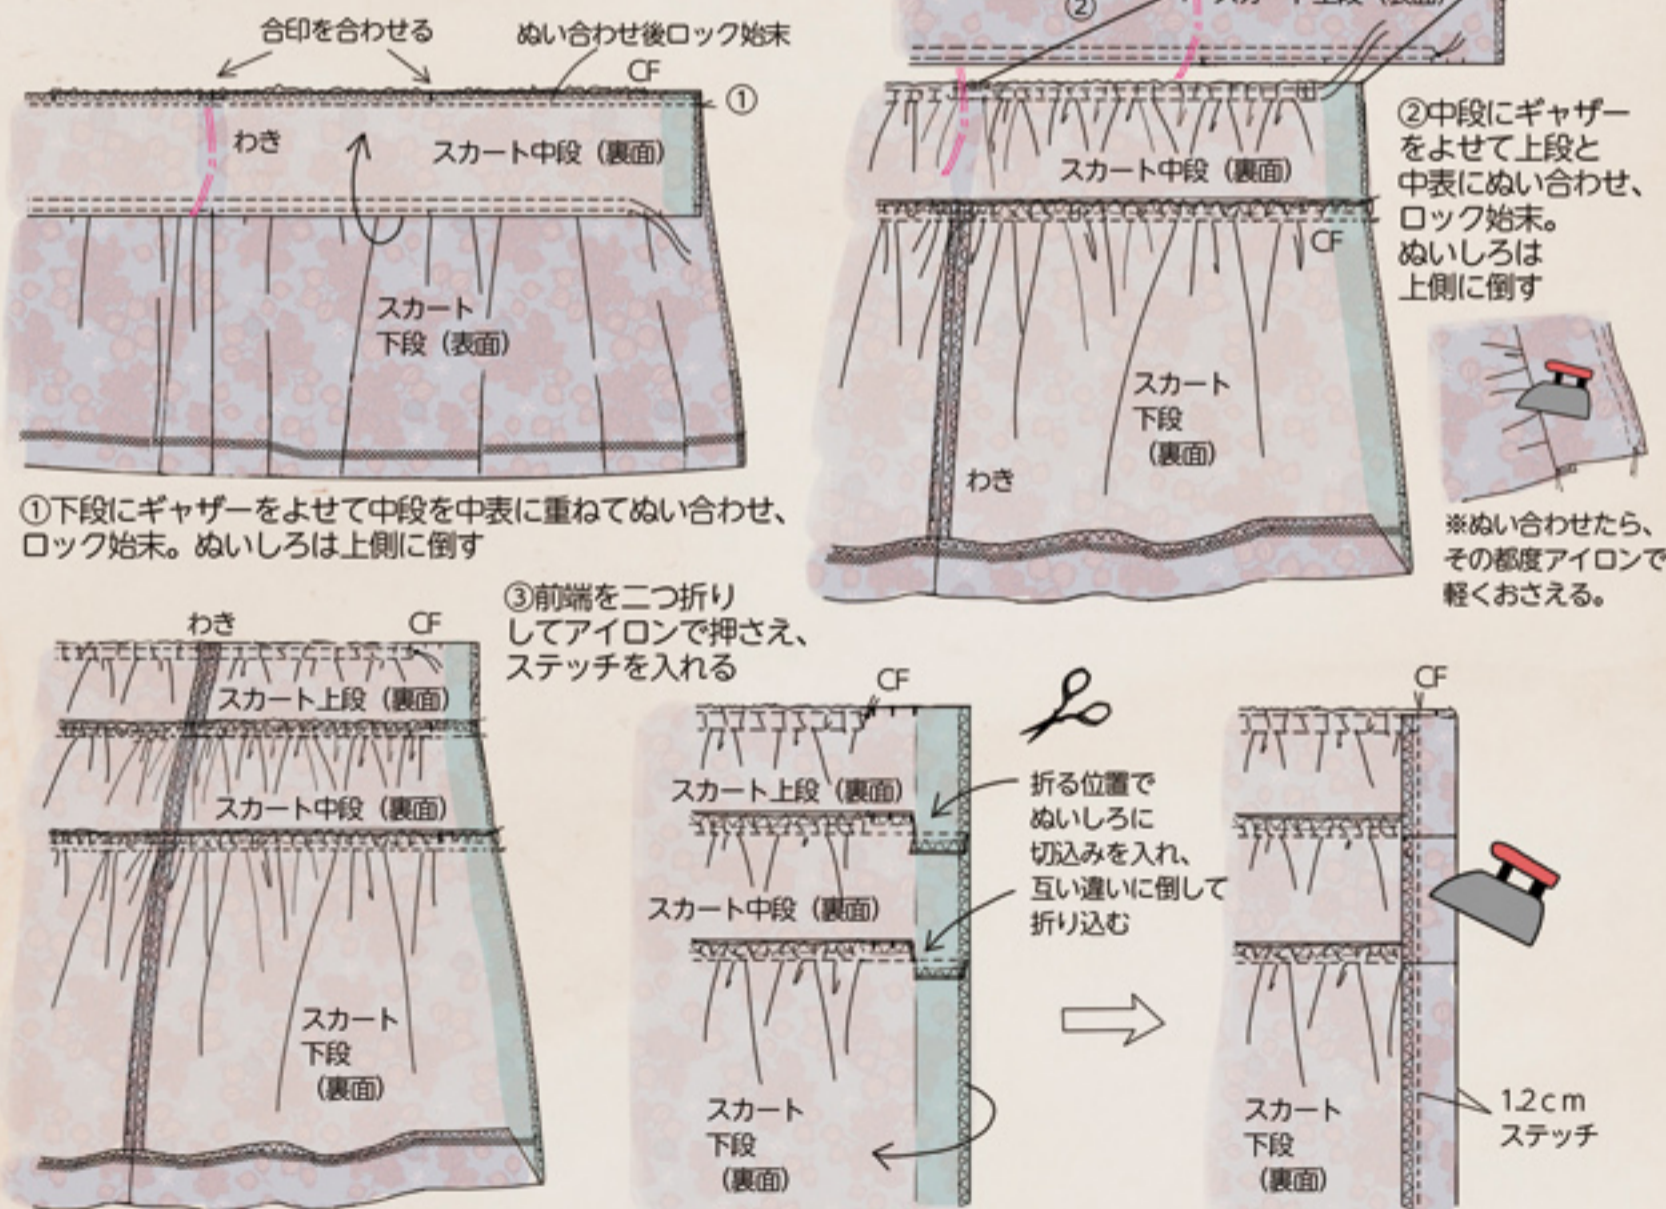 合印を合わせる
ぬい合わせ後ロック始末
CF
①
わき
スカート中段（裏面）
スカート
下段（表面）
①下段にギャザーをよせて中段を中表に重ねてぬい合わせ、
ロック始末。ぬいしろは上側に倒す
②
スカート上段（表面）
スカート中段（裏面）
CF
スカート
下段
（裏面）
わき
②中段にギャザー
をよせて上段と
中表にぬい合わせ、
ロック始末。
ぬいしろは
上側に倒す
※ぬい合わせたら、
その都度アイロンで
軽くおさえる。
③前端を二つ折り
してアイロンで押さえ、
ステッチを入れる
わき
CF
スカート上段（裏面）
スカート中段（裏面）
スカート
下段
（裏面）
CF
スカート上段（裏面）
スカート中段（裏面）
スカート
下段
（裏面）
折る位置で
ぬいしろに
切込みを入れ、
互い違いに倒して
折り込む
CF
スカート
下段
（裏面）
1.2cm
ステッチ